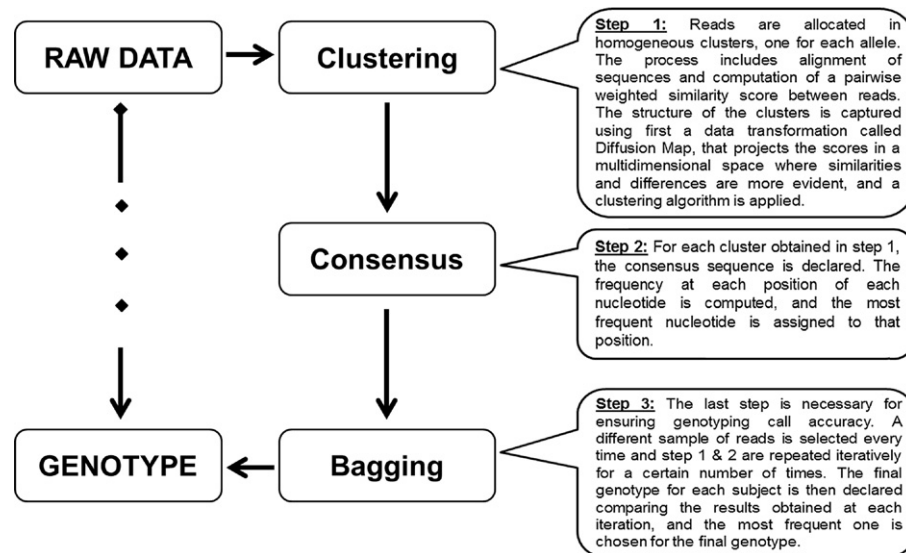 RAW DATA
Clustering
Step 1: Reads are allocated in
homogeneous clusters, one for each allele.
The process includes alignment of
sequences and computation of a pairwise
weighted similarity score between reads.
The structure of the clusters is captured
using first a data transformation called
Diffusion Map, that projects the scores in a
multidimensional space where similarities
and differences are more evident, and a
clustering algorithm is applied.
Consensus
Step 2: For each cluster obtained in step 1,
the consensus sequence is declared. The
frequency at each position of each
nucleotide is computed, and the most
frequent nucleotide is assigned to that
position.
GENOTYPE
Bagging
Step 3: The last step is necessary for
ensuring genotyping call accuracy. A
different sample of reads is selected every
time and step 1 & 2 are repeated iteratively
for a certain number of times. The final
genotype for each subject is then declared
comparing the results obtained at each
iteration, and the most frequent one is
chosen for the final genotype.